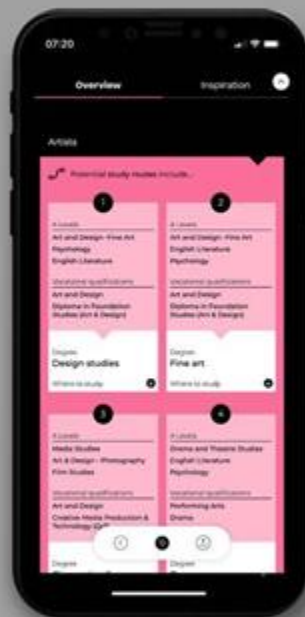 07:20
Overview
Inspiration
Artists
Potential study routes include...
1
A Levels
Art and Design -Fine Art
Psychology
English Literature
Vocational qualifications
Art and Design
Diploma in Foundation
Studies (Art & Design)
Degree
Design studies
Where to study
2
A Levels
Art and Design -Fine Art
English Literature
Psychology
Vocational qualifications
Art and Design
Diploma in Foundation
Studies (Art & Design)
Degree
Fine art
Where to study
3
A Levels
Media Studies
Art & Design - Photography
Film Studies
Vocational qualifications
Art and Design
Creative Media Production &
Technology
Degree
4
A Levels
Drama and Theatre Studies
English Literature
Psychology
Vocational qualifications
Performing Arts
Drama
Degree